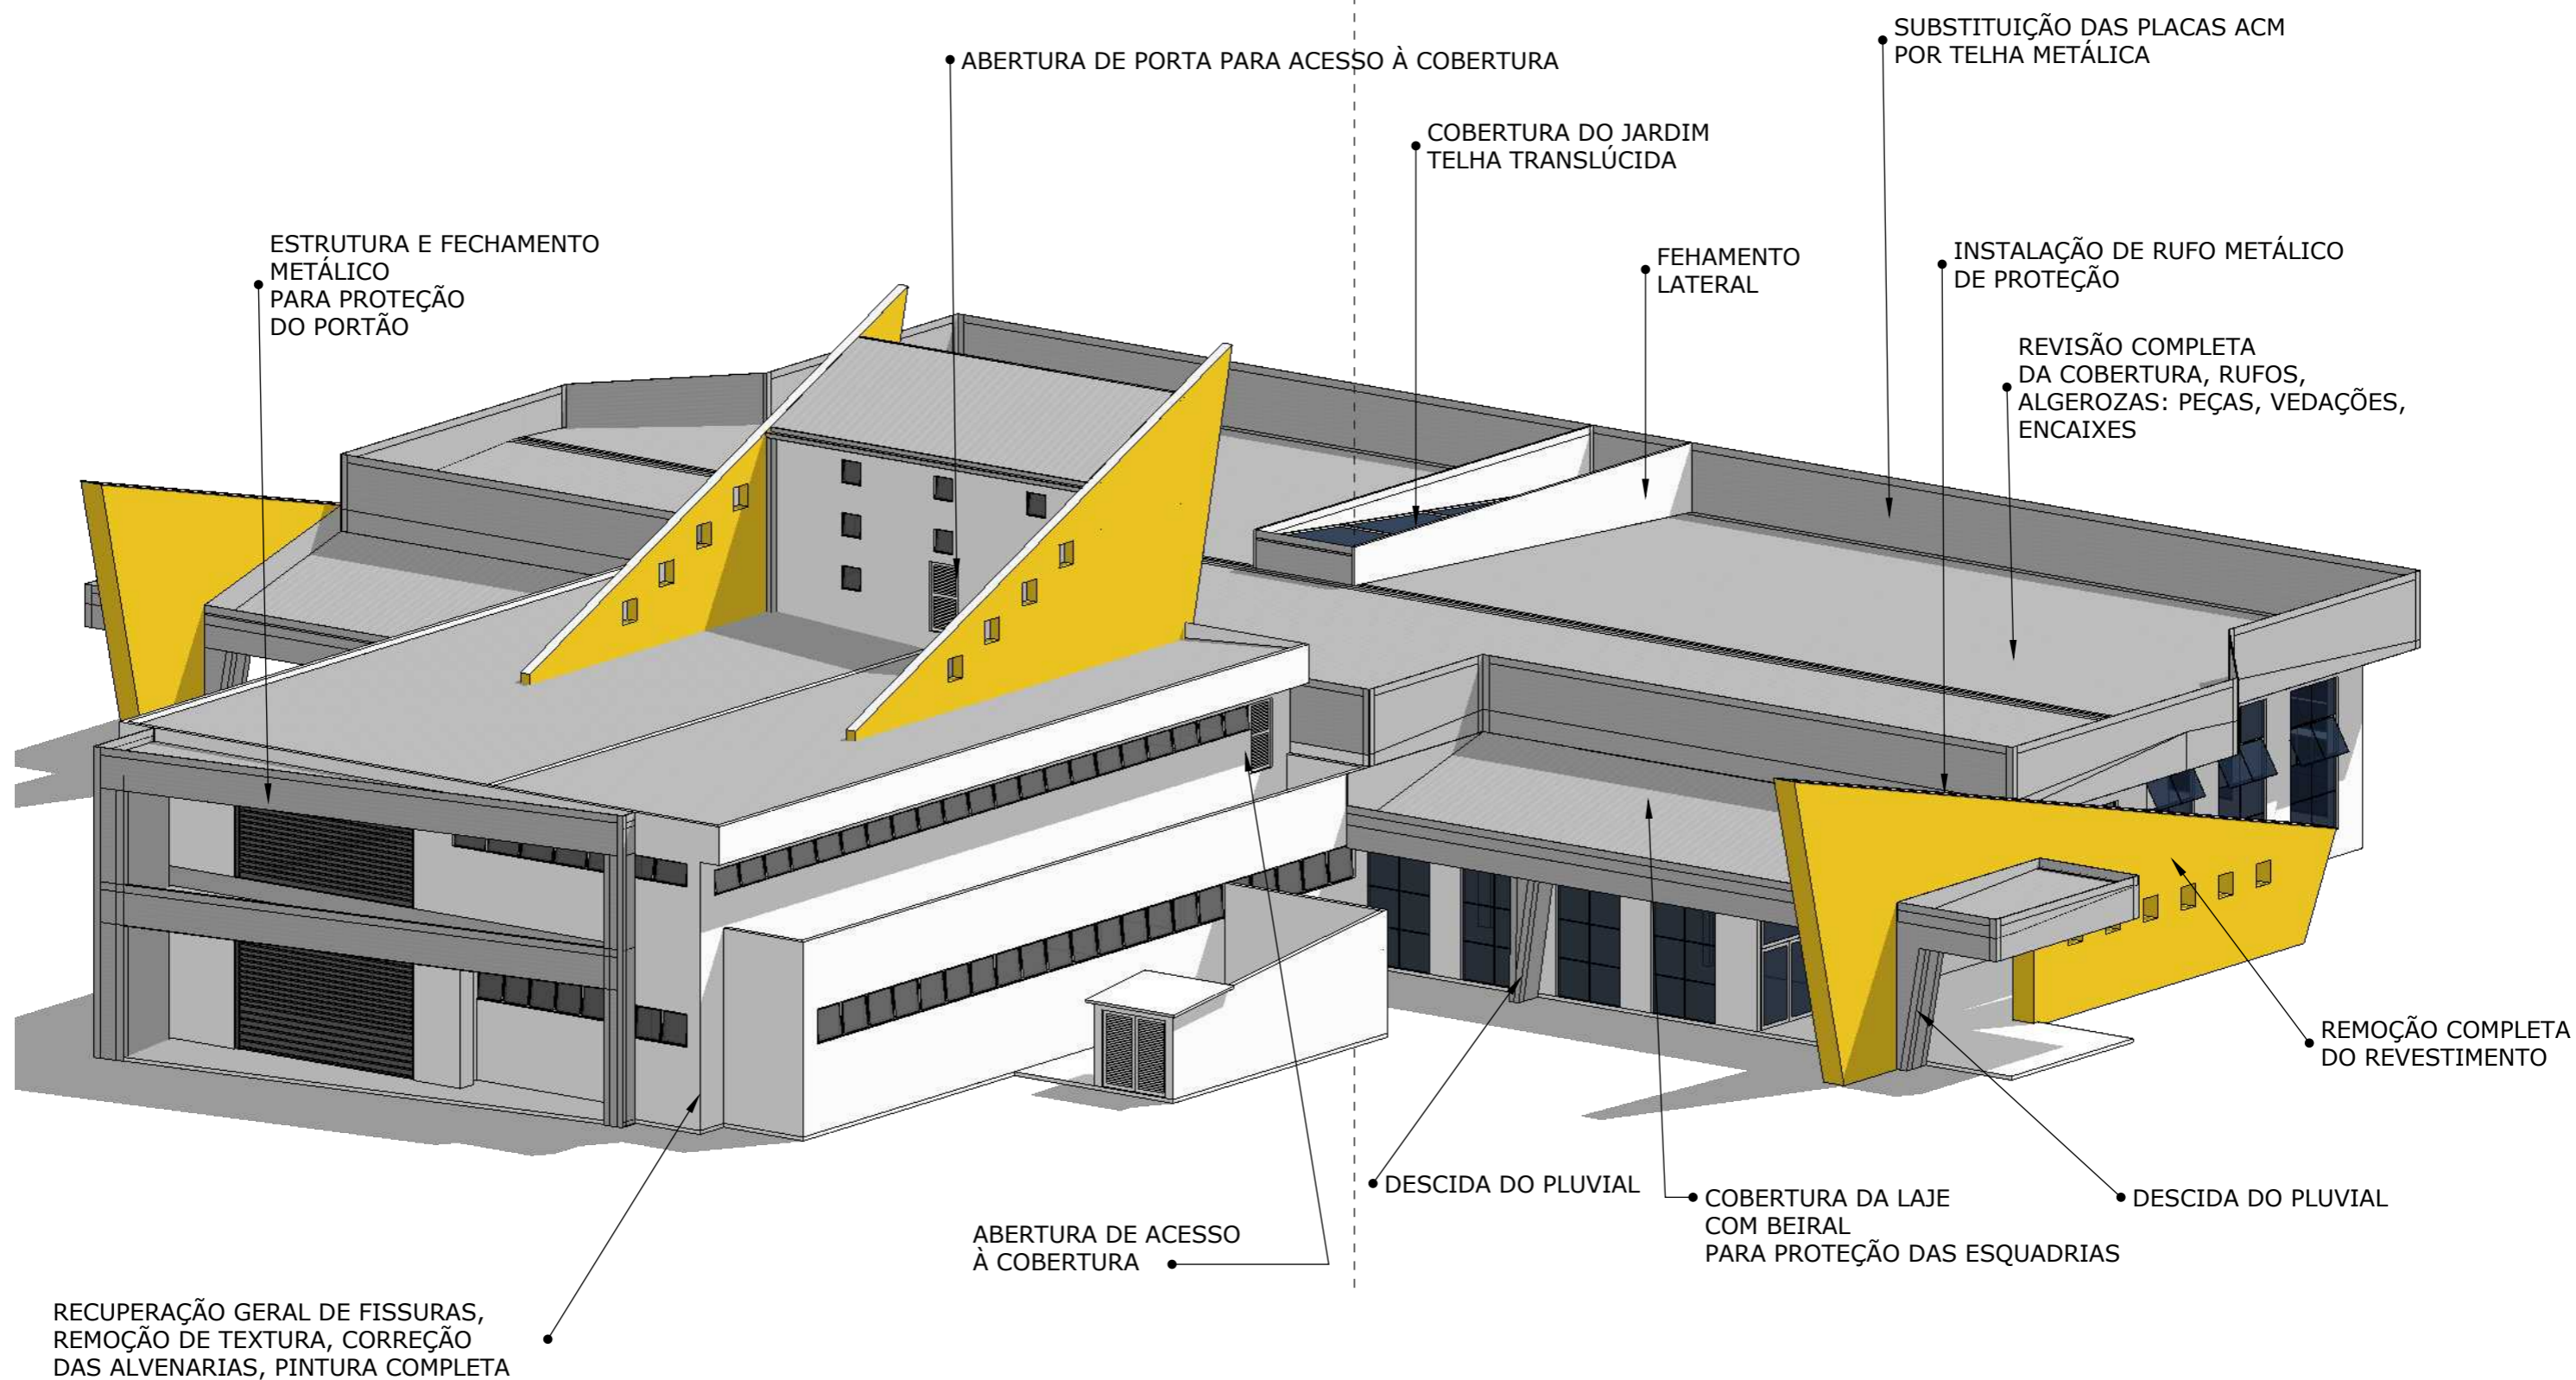 SUBSTITUIÇÃO DAS PLACAS ACM
POR TELHA METÁLICA
ABERTURA DE PORTA PARA ACESSO À COBERTURA
COBERTURA DO JARDIM
TELHA TRANSLÚCIDA
ESTRUTURA E FECHAMENTO
METÁLICO
PARA PROTEÇÃO
DO PORTÃO
FEHAMENTO
LATERAL
INSTALAÇÃO DE RUFO METÁLICO
DE PROTEÇÃO
REVISÃO COMPLETA
DA COBERTURA, RUFOS,
ALGEROZAS: PEÇAS, VEDAÇÕES,
ENCAIXES
REMOÇÃO COMPLETA
DO REVESTIMENTO
DESCIDA DO PLUVIAL
COBERTURA DA LAJE
COM BEIRAL
PARA PROTEÇÃO DAS ESQUADRIAS
DESCIDA DO PLUVIAL
ABERTURA DE ACESSO
À COBERTURA
RECUPERAÇÃO GERAL DE FISSURAS,
REMOÇÃO DE TEXTURA, CORREÇÃO
DAS ALVENARIAS, PINTURA COMPLETA